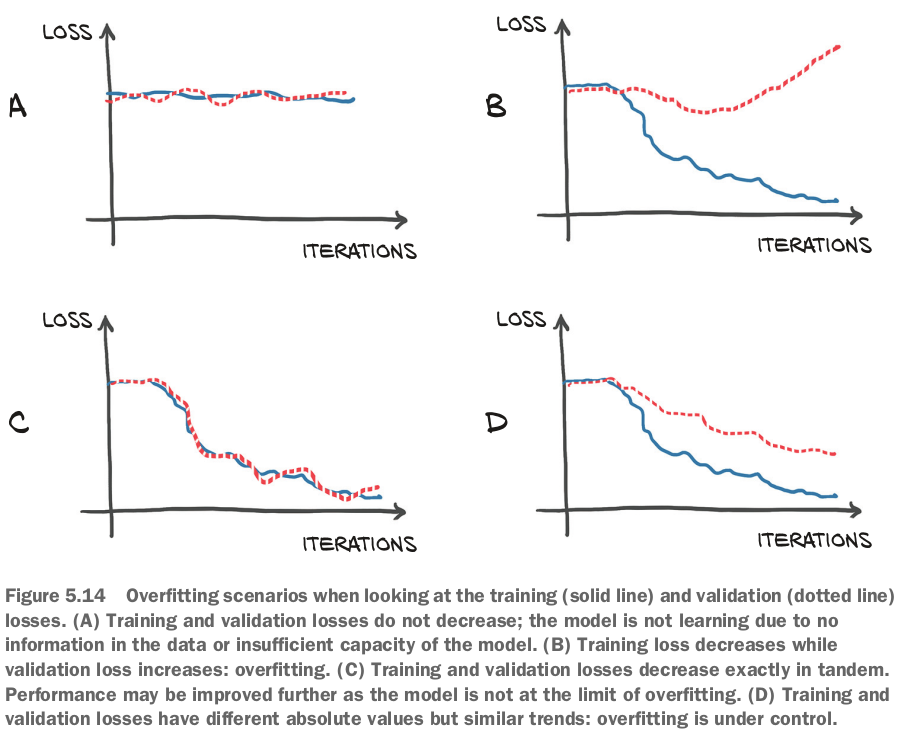 LOSS
A
ITERATIONS
LOSS
B
ITERATIONS
LOSS
C
ITERATIONS
LOSS
D
ITERATIONS
Figure 5.14 Overfitting scenarios when looking at the training (solid line) and validation (dotted line)
losses. (A) Training and validation losses do not decrease; the model is not learning due to no
information in the data or insufficient capacity of the model. (B) Training loss decreases while
validation loss increases: overfitting. (C) Training and validation losses decrease exactly in tandem.
Performance may be improved further as the model is not at the limit of overfitting. (D) Training and
validation losses have different absolute values but similar trends: overfitting is under control.